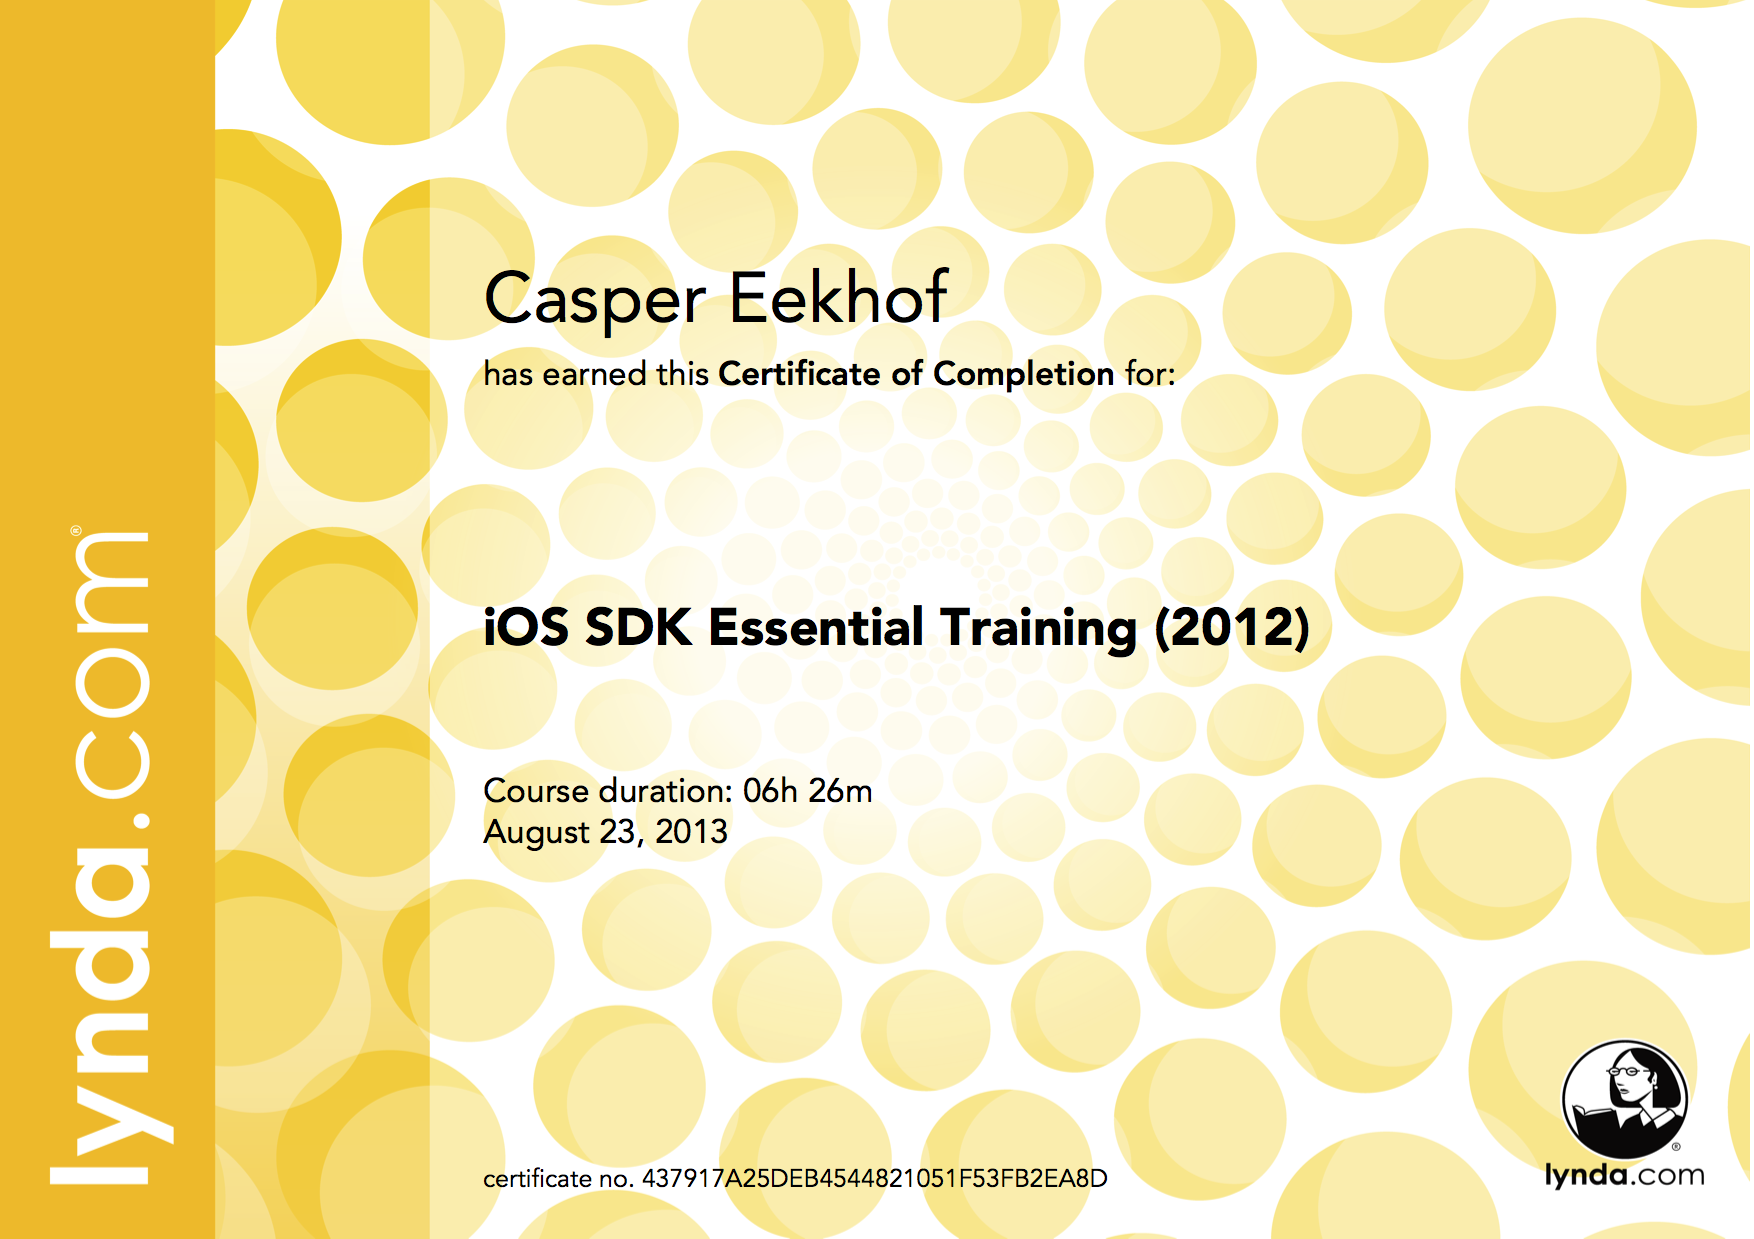 lynda.com®
Casper Eekhof
has earned this Certificate of Completion for:
iOS SDK Essential Training (2012)
Course duration: 06h 26m
August 23, 2013
certificate no. 437917A25DEB4544821051F53FB2EA8D
®
lynda.com